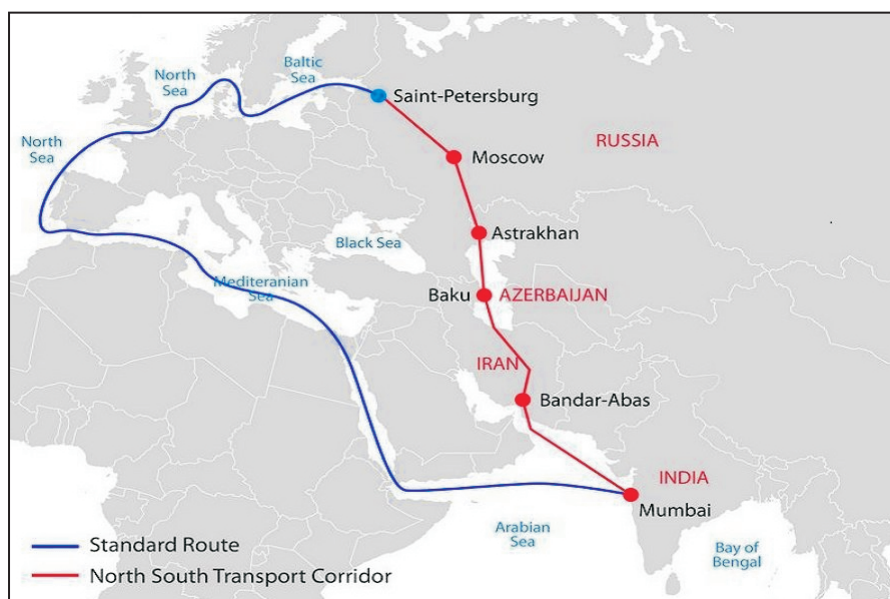 Baltic
Sea
North
Sea
Saint-Petersburg
North
Sea
RUSSIA
Moscow
Astrakhan
Black Sea
Mediteranian
Sea
Baku
AZERBAIJAN
IRAN
Bandar-Abas
INDIA
Mumbai
Arabian
Sea
Bay of
Bengal
Standard Route
North South Transport Corridor